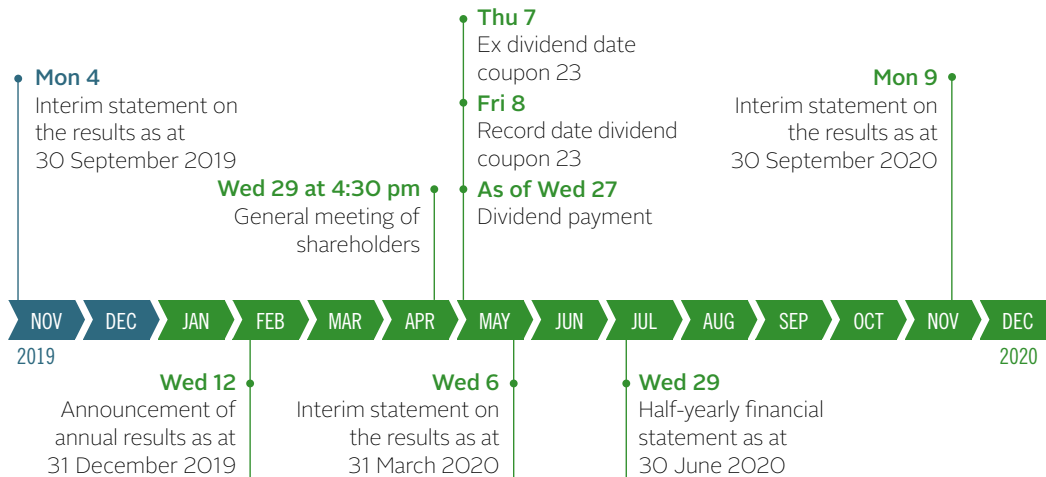 Thu 7
Ex dividend date
coupon 23
Mon 4
Interim statement on
the results as at
30 September 2019
Fri 8
Record date dividend
coupon 23
Mon 9
Interim statement on
the results as at
30 September 2020
Wed 29 at 4:30 pm
General meeting of
shareholders
As of Wed 27
Dividend payment
NOV DEC JAN FEB MAR APR MAY JUN JUL AUG SEP OCT NOV DEC
2019 2020
Wed 12
Announcement of
annual results as at
31 December 2019
Wed 6
Interim statement on
the results as at
31 March 2020
Wed 29
Half-yearly financial
statement as at
30 June 2020